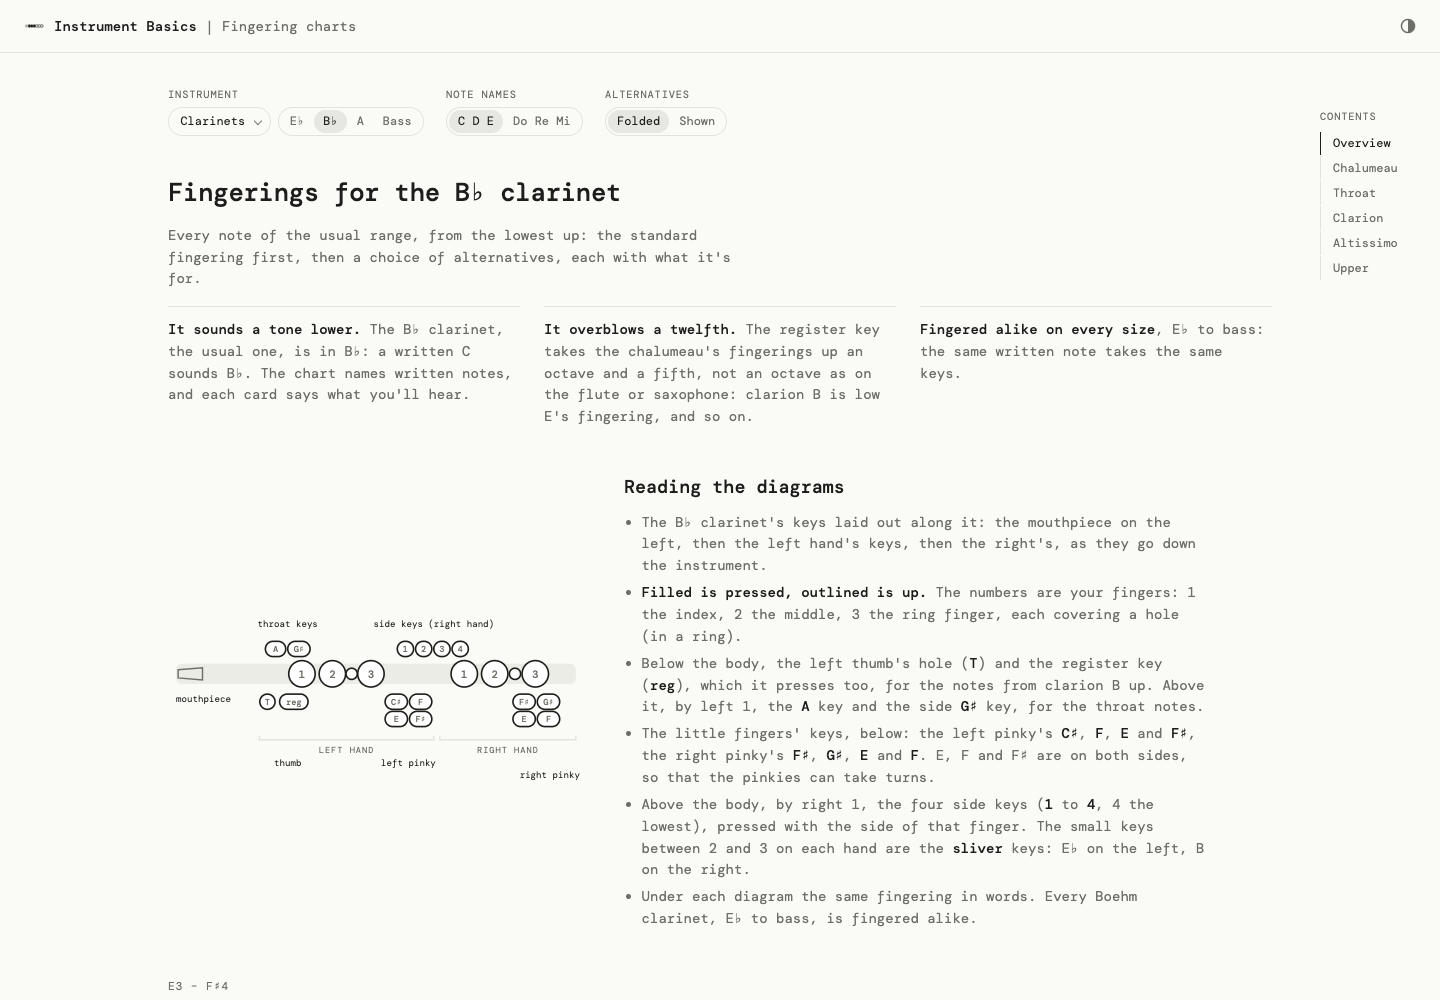 Instrument Basics | Fingering charts
INSTRUMENT
Clarinets
E♭ B♭ A Bass
NOTE NAMES
C D E Do Re Mi
ALTERNATIVES
Folded Shown
CONTENTS
Overview
Chalumeau
Throat
Clarion
Altissimo
Upper
Fingerings for the B♭ clarinet
Every note of the usual range, from the lowest up: the standard
fingering first, then a choice of alternatives, each with what it's
for.
It sounds a tone lower. The B♭ clarinet,
the usual one, is in B♭: a written C
sounds B♭. The chart names written notes,
and each card says what you'll hear.
It overblows a twelfth. The register key
takes the chalumeau's fingerings up an
octave and a fifth, not an octave as on
the flute or saxophone: clarion B is low
E's fingering, and so on.
Fingered alike on every size, E♭ to bass:
the same written note takes the same
keys.
throat keys side keys (right hand)
A G♯ 1 2 3 4
1 2 3 1 2 3
mouthpiece
T reg C♯ F F♯ G♯
E F♯ E F
LEFT HAND RIGHT HAND
thumb left pinky
right pinky
Reading the diagrams
• The B♭ clarinet's keys laid out along it: the mouthpiece on the
left, then the left hand's keys, then the right's, as they go down
the instrument.
• Filled is pressed, outlined is up. The numbers are your fingers: 1
the index, 2 the middle, 3 the ring finger, each covering a hole
(in a ring).
• Below the body, the left thumb's hole (T) and the register key
(reg), which it presses too, for the notes from clarion B up. Above
it, by left 1, the A key and the side G♯ key, for the throat notes.
• The little fingers' keys, below: the left pinky's C♯, F, E and F♯,
the right pinky's F♯, G♯, E and F. E, F and F♯ are on both sides,
so that the pinkies can take turns.
• Above the body, by right 1, the four side keys (1 to 4, 4 the
lowest), pressed with the side of that finger. The small keys
between 2 and 3 on each hand are the sliver keys: E♭ on the left, B
on the right.
• Under each diagram the same fingering in words. Every Boehm
clarinet, E♭ to bass, is fingered alike.
E3 – F♯4